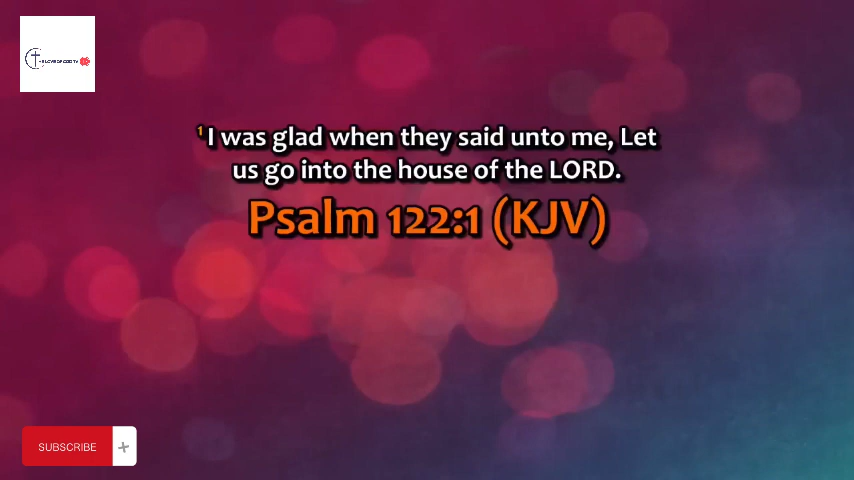 1 I was glad when they said unto me, Let
us go into the house of the LORD.
Psalm 122:1 (KJV)
SUBSCRIBE +